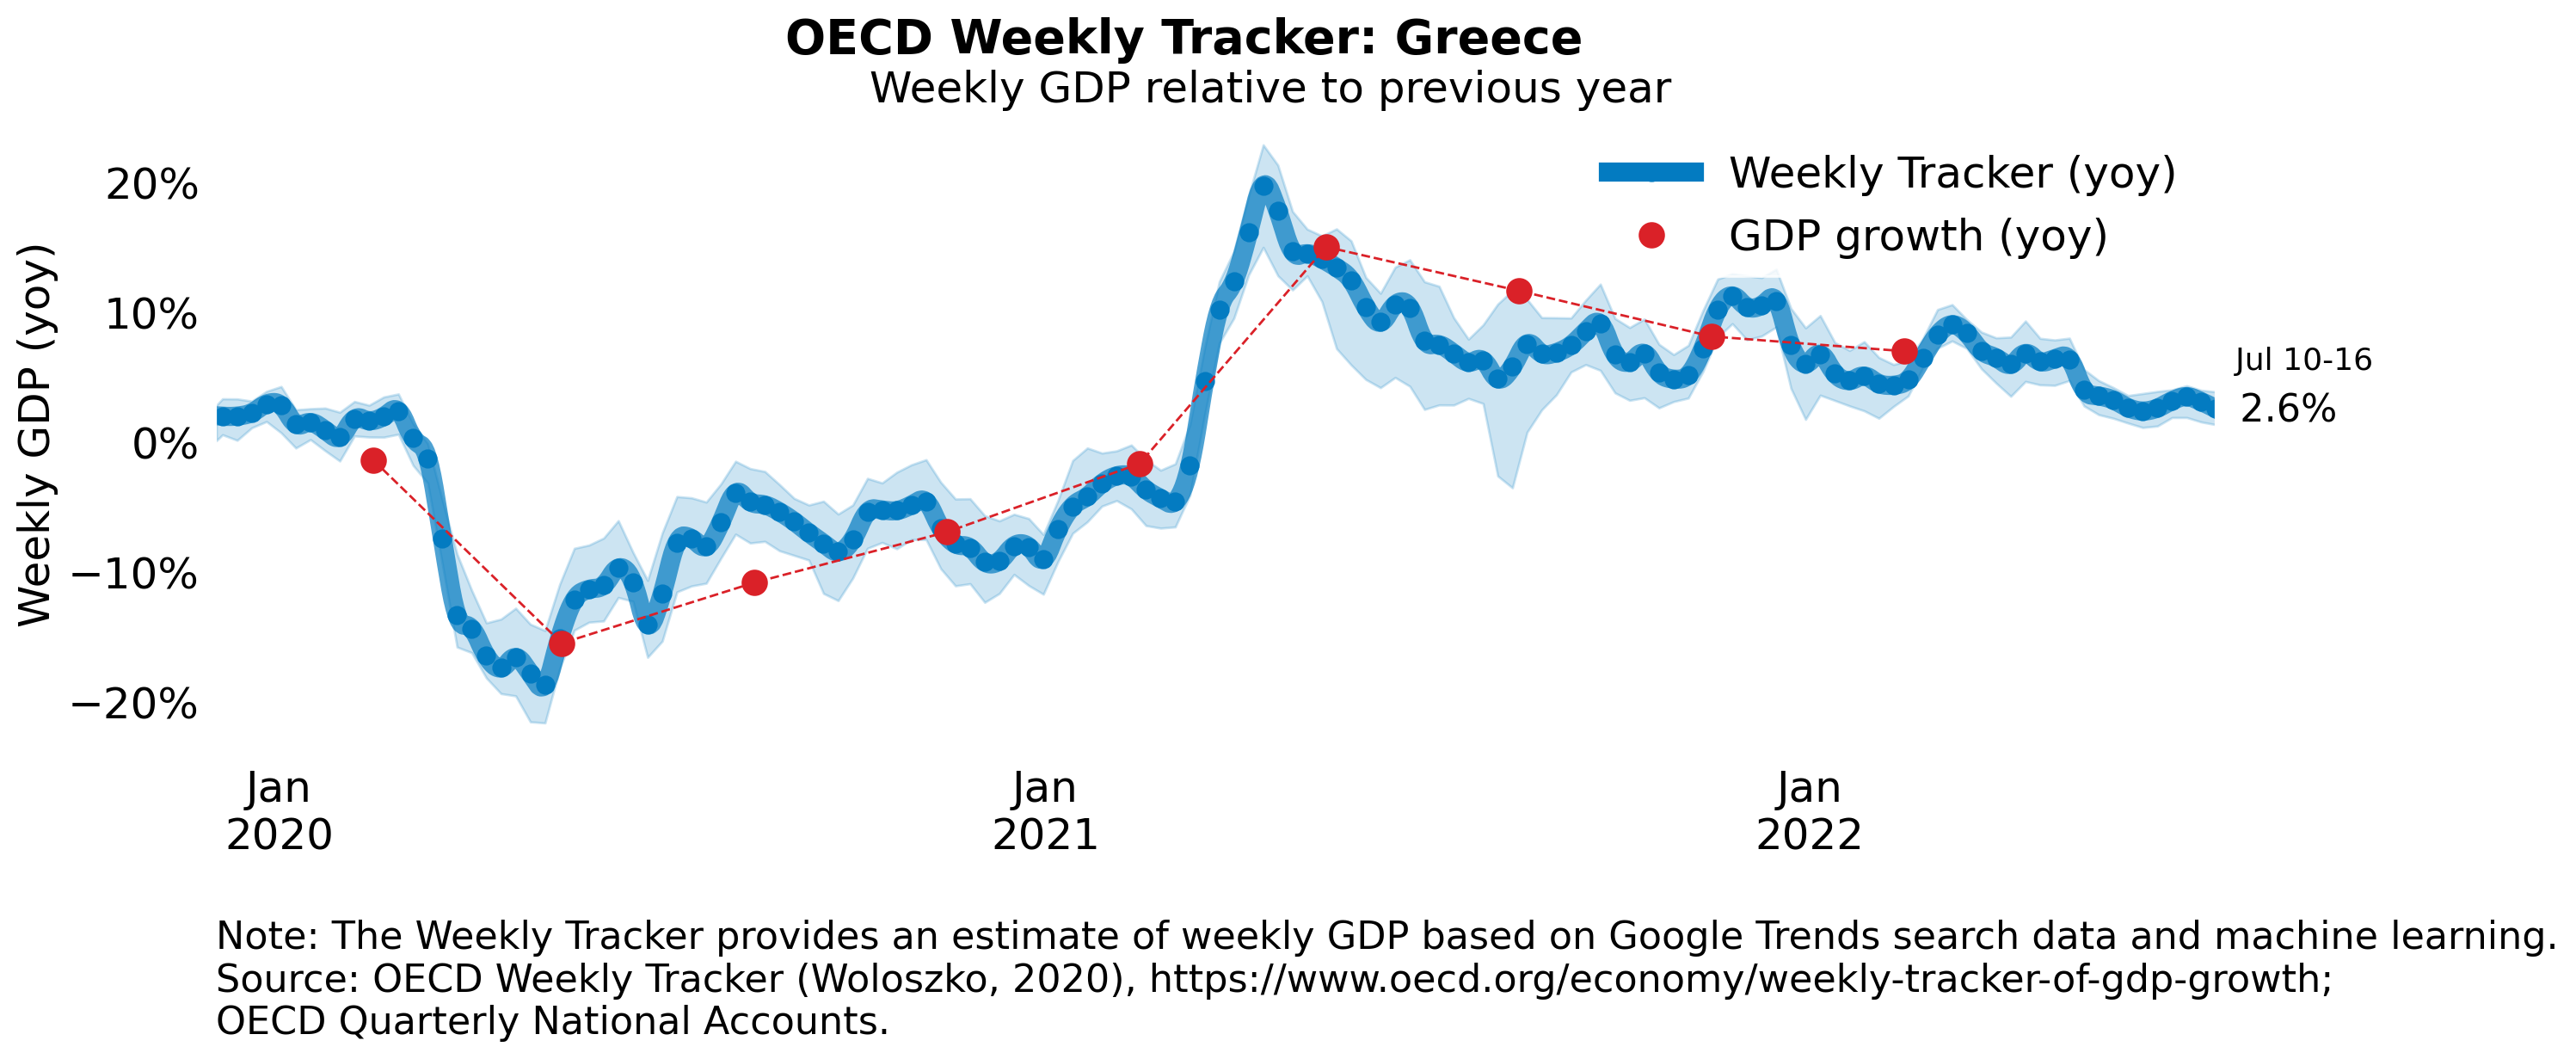 OECD Weekly Tracker: Greece
Weekly GDP relative to previous year
Weekly GDP (yoy)
20%
10%
0%
−10%
−20%
Weekly Tracker (yoy)
GDP growth (yoy)
Jul 10-16
2.6%
Jan
2020
Jan
2021
Jan
2022
Note: The Weekly Tracker provides an estimate of weekly GDP based on Google Trends search data and machine learning.
Source: OECD Weekly Tracker (Woloszko, 2020), https://www.oecd.org/economy/weekly-tracker-of-gdp-growth;
OECD Quarterly National Accounts.